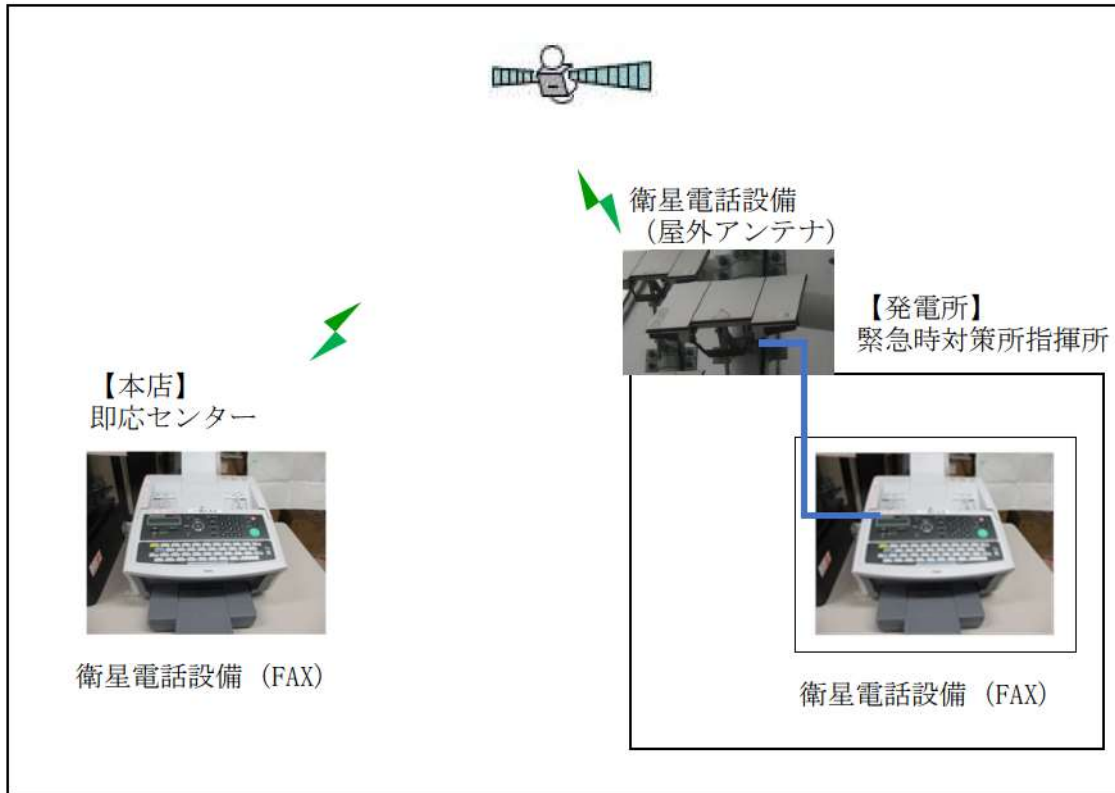 衛星電話設備
（屋外アンテナ）
【発電所】
緊急時対策所指揮所
【本店】
即応センター
衛星電話設備 (FAX)
衛星電話設備 (FAX)